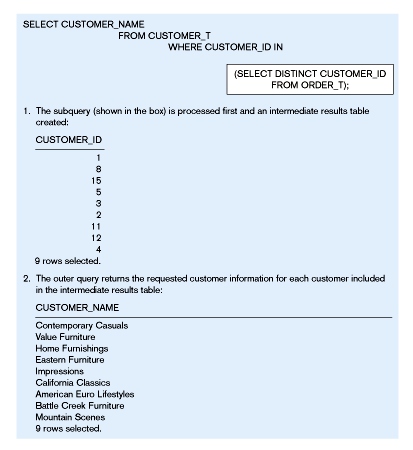 SELECT CUSTOMER_NAME
FROM CUSTOMER_T
WHERE CUSTOMER_ID IN
(SELECT DISTINCT CUSTOMER_ID
FROM ORDER_T);
1. The subquery (shown in the box) is processed first and an intermediate results table
created:
CUSTOMER_ID
1
8
15
5
3
2
11
12
4
9 rows selected.
2. The outer query returns the requested customer information for each customer included
in the intermediate results table:
CUSTOMER_NAME
Contemporary Casuals
Value Furniture
Home Furnishings
Eastern Furniture
Impressions
California Classics
American Euro Lifestyles
Battle Creek Furniture
Mountain Scenes
9 rows selected.